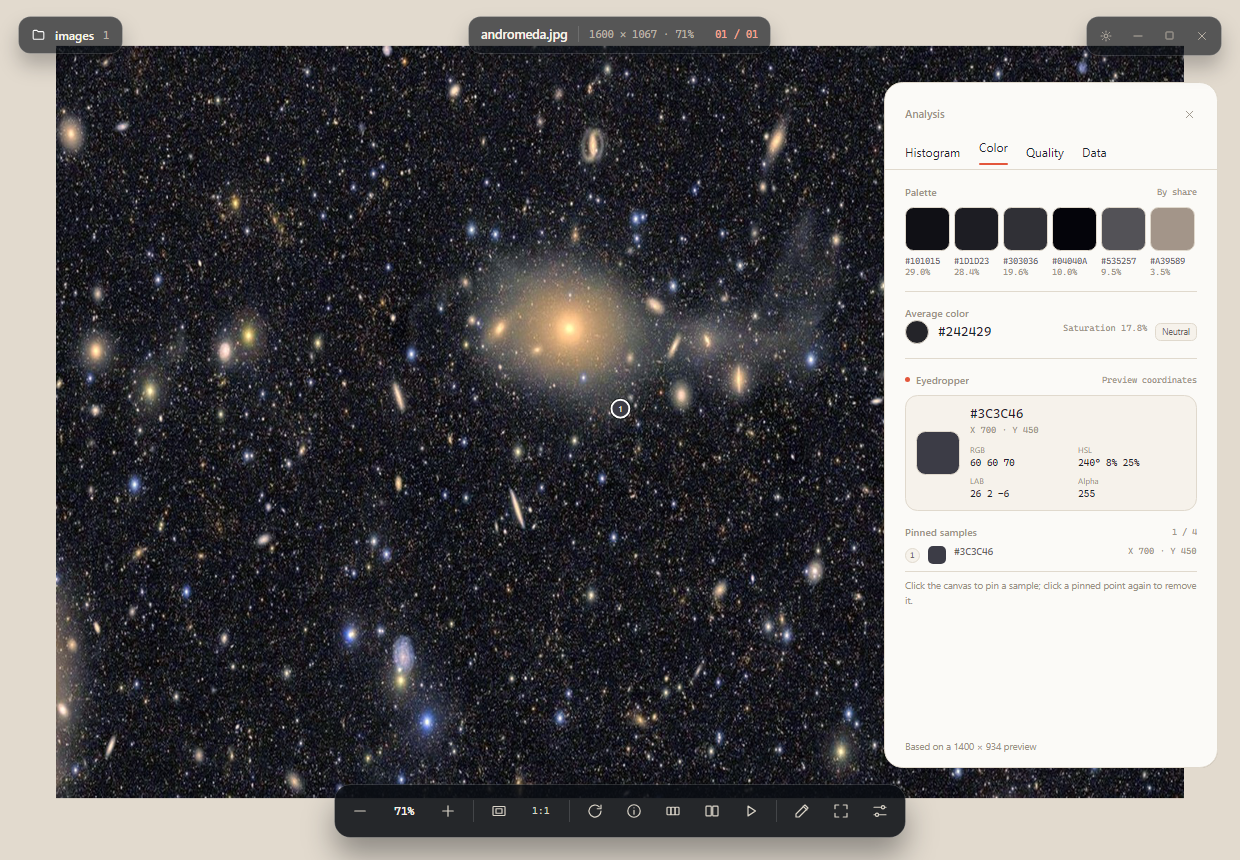 images 1
andromeda.jpg 1600 × 1067 · 71% 01 / 01
Analysis
Histogram Color Quality Data
Palette By share
#101015 #1D1D23 #303036 #04040A #535257 #A39589
29.0% 28.4% 19.6% 10.0% 9.5% 3.5%
Average color
#242429 Saturation 17.8% Neutral
Eyedropper Preview coordinates
#3C3C46
X 700 · Y 450
RGB HSL
60 60 70 240° 8% 25%
LAB Alpha
26 2 −6 255
1
Pinned samples 1 / 4
1 #3C3C46 X 700 · Y 450
Click the canvas to pin a sample; click a pinned point again to remove
it.
Based on a 1400 × 934 preview
71% 1:1